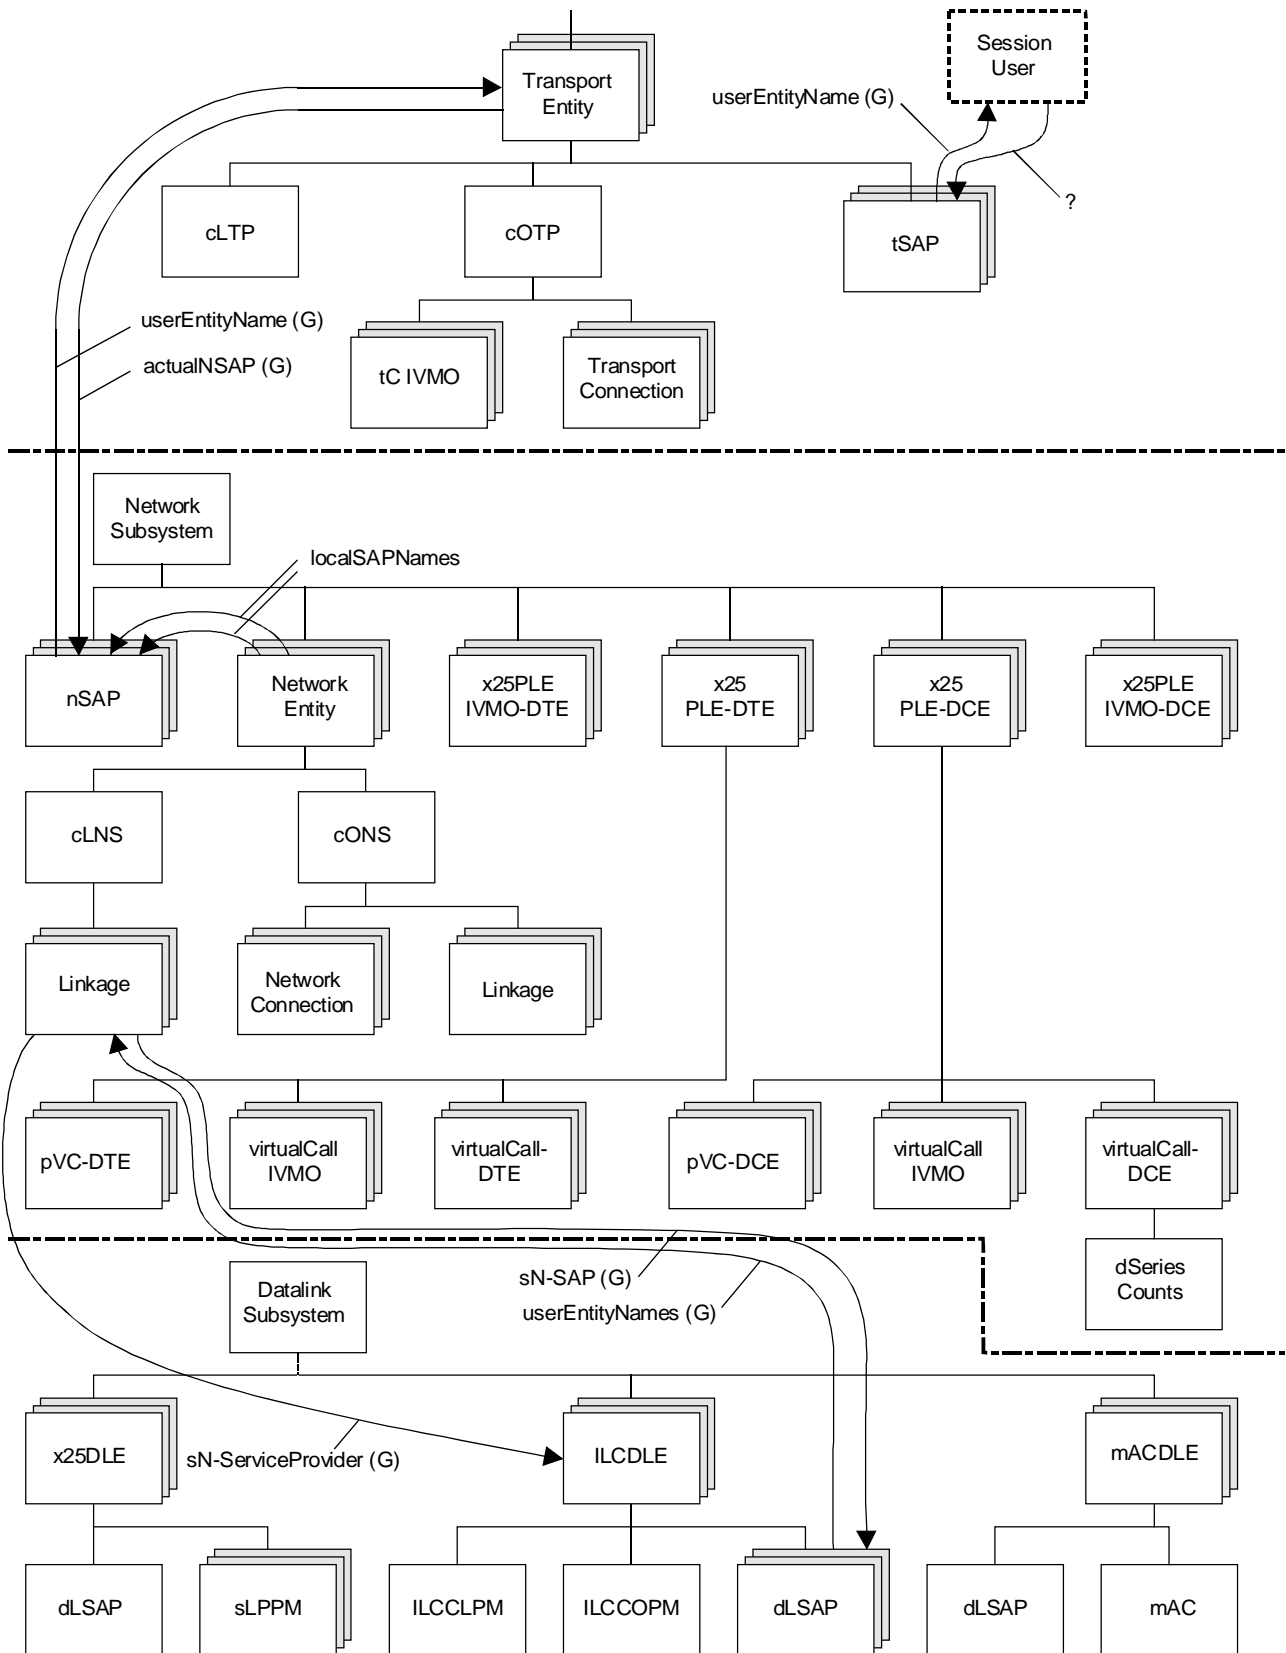 Session
User
Transport
Entity
userEntityName (G)
?
cLTP
cOTP
tSAP
userEntityName (G)
actualNSAP (G)
tC IVMO
Transport
Connection
Network
Subsystem
localSAPNames
nSAP
Network
Entity
x25PLE
IVMO-DTE
x25
PLE-DTE
x25
PLE-DCE
x25PLE
IVMO-DCE
cLNS
cONS
Linkage
Network
Connection
Linkage
pVC-DTE
virtualCall
IVMO
virtualCall-
DTE
pVC-DCE
virtualCall
IVMO
virtualCall-
DCE
sN-SAP (G)
userEntityNames (G)
dSeries
Counts
Datalink
Subsystem
x25DLE
sN-ServiceProvider (G)
lLCDLE
mACDLE
dLSAP
sLPPM
lLCCLPM
lLCCOPM
dLSAP
dLSAP
mAC